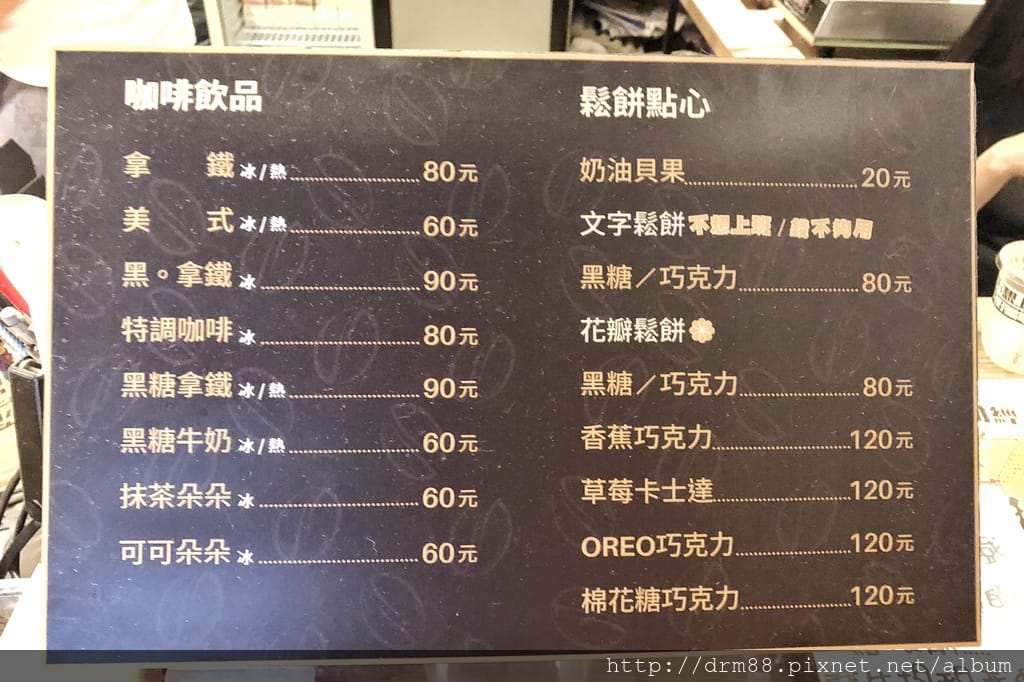 咖啡飲品
拿 鐵 冰/熱 80元
美 式 冰/熱 60元
黑。拿鐵 冰 90元
特調咖啡 冰 80元
黑糖拿鐵 冰/熱 90元
黑糖牛奶 冰/熱 60元
抹茶朵朵 冰 60元
可可朵朵 冰 60元
鬆餅點心
奶油貝果 20元
文字鬆餅 不想上班/錢不夠用
黑糖／巧克力 80元
花瓣鬆餅
黑糖／巧克力 80元
香蕉巧克力 120元
草莓卡士達 120元
OREO巧克力 120元
棉花糖巧克力 120元
http://drm88.pixnet.net/album